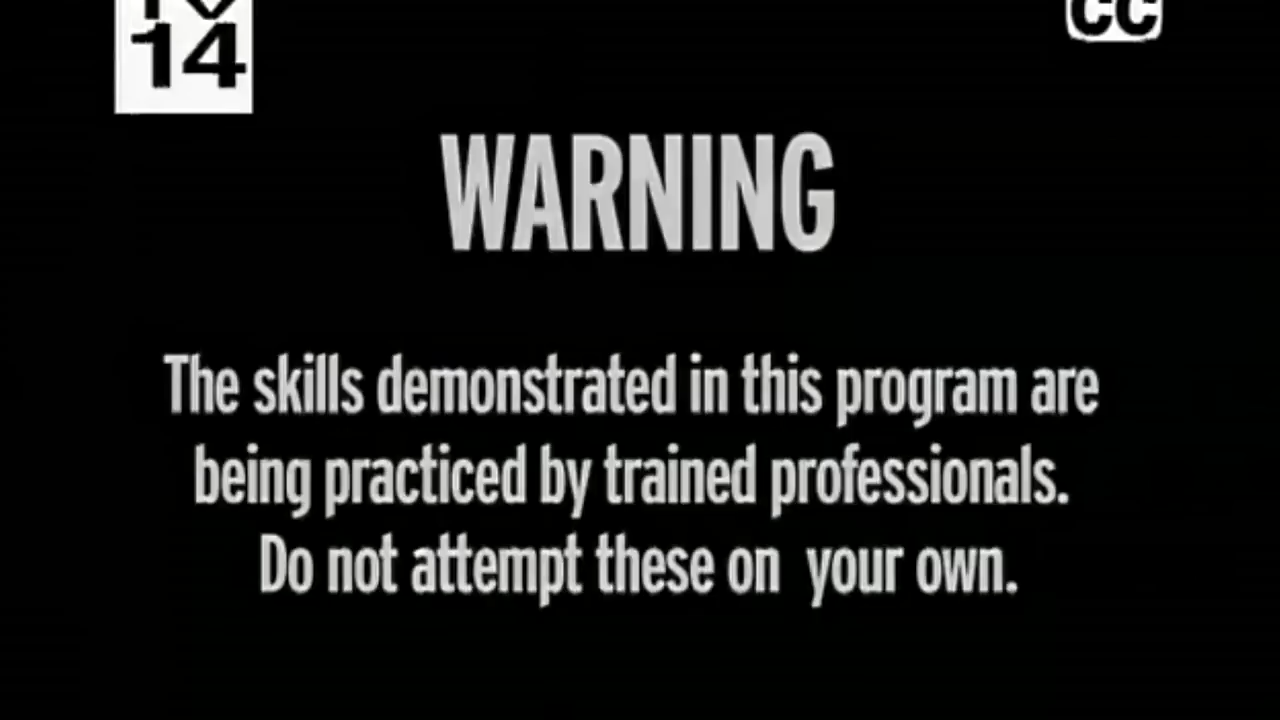 TV
14
CC
WARNING
The skills demonstrated in this program are
being practiced by trained professionals.
Do not attempt these on  your own.